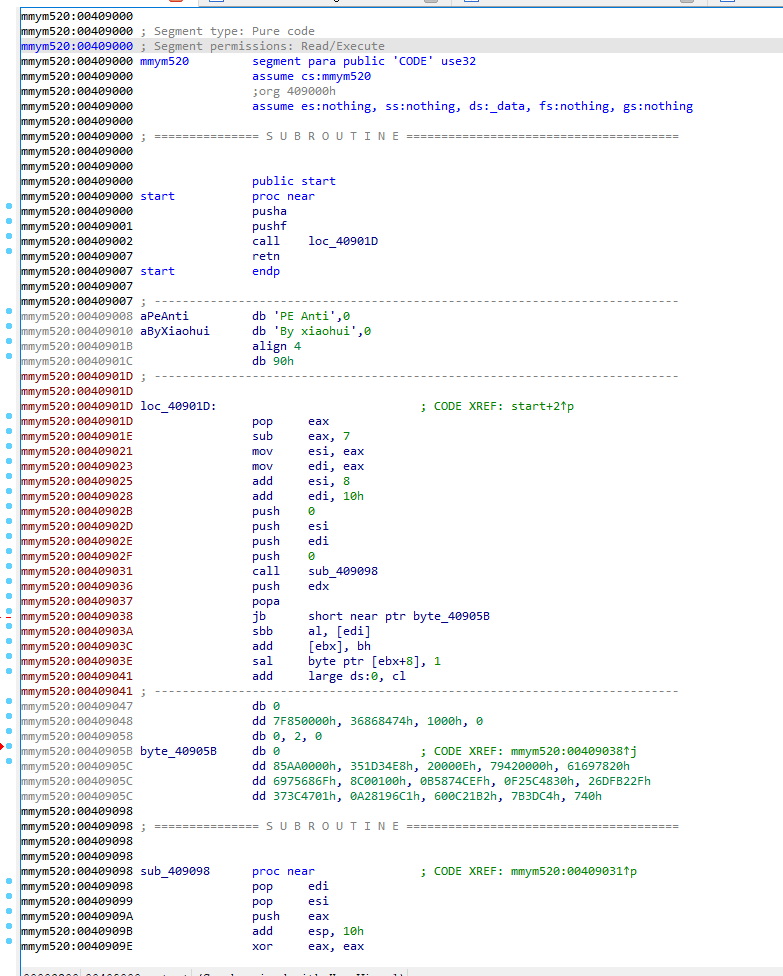 mmym520:00409000
mmym520:00409000 ; Segment type: Pure code
mmym520:00409000 ; Segment permissions: Read/Execute
mmym520:00409000 mmym520 segment para public 'CODE' use32
mmym520:00409000 assume cs:mmym520
mmym520:00409000 ;org 409000h
mmym520:00409000 assume es:nothing, ss:nothing, ds:_data, fs:nothing, gs:nothing
mmym520:00409000
mmym520:00409000 ; =============== S U B R O U T I N E =======================================
mmym520:00409000
mmym520:00409000
mmym520:00409000 public start
mmym520:00409000 start proc near
mmym520:00409000 pusha
mmym520:00409001 pushf
mmym520:00409002 call loc_40901D
mmym520:00409007 retn
mmym520:00409007 start endp
mmym520:00409007
mmym520:00409007 ; ---------------------------------------------------------------------------
mmym520:00409008 aPeAnti db 'PE Anti',0
mmym520:00409010 aByXiaohui db 'By xiaohui',0
mmym520:0040901B align 4
mmym520:0040901C db 90h
mmym520:0040901D ; ---------------------------------------------------------------------------
mmym520:0040901D
mmym520:0040901D loc_40901D: ; CODE XREF: start+2↑p
mmym520:0040901D pop eax
mmym520:0040901E sub eax, 7
mmym520:00409021 mov esi, eax
mmym520:00409023 mov edi, eax
mmym520:00409025 add esi, 8
mmym520:00409028 add edi, 10h
mmym520:0040902B push 0
mmym520:0040902D push esi
mmym520:0040902E push edi
mmym520:0040902F push 0
mmym520:00409031 call sub_409098
mmym520:00409036 push edx
mmym520:00409037 popa
mmym520:00409038 jb short near ptr byte_40905B
mmym520:0040903A sbb al, [edi]
mmym520:0040903C add [ebx], bh
mmym520:0040903E sal byte ptr [ebx+8], 1
mmym520:00409041 add large ds:0, cl
mmym520:00409041 ; ---------------------------------------------------------------------------
mmym520:00409047 db 0
mmym520:00409048 dd 7F850000h, 36868474h, 1000h, 0
mmym520:00409058 db 0, 2, 0
mmym520:0040905B byte_40905B db 0 ; CODE XREF: mmym520:00409038↑j
mmym520:0040905C dd 85AA0000h, 351D34E8h, 20000Eh, 79420000h, 61697820h
mmym520:0040905C dd 6975686Fh, 8C00100h, 0B5874CEFh, 0F25C4830h, 26DFB22Fh
mmym520:0040905C dd 373C4701h, 0A28196C1h, 600C21B2h, 7B3DC4h, 740h
mmym520:00409098
mmym520:00409098 ; =============== S U B R O U T I N E =======================================
mmym520:00409098
mmym520:00409098
mmym520:00409098 sub_409098 proc near ; CODE XREF: mmym520:00409031↑p
mmym520:00409098 pop edi
mmym520:00409099 pop esi
mmym520:0040909A push eax
mmym520:0040909B add esp, 10h
mmym520:0040909E xor eax, eax